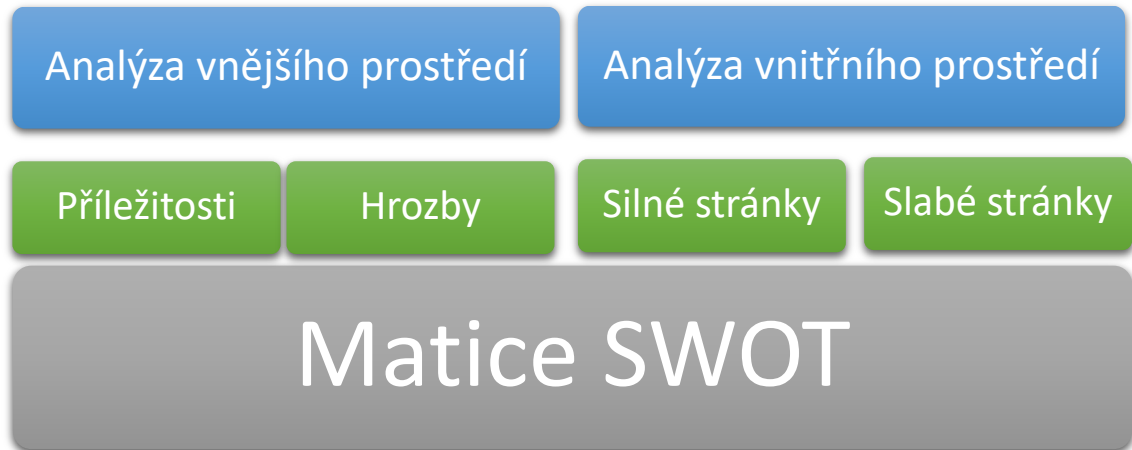 Analýza vnějšího prostředí
Analýza vnitřního prostředí
Příležitosti
Hrozby
Silné stránky
Slabé stránky
Matice SWOT